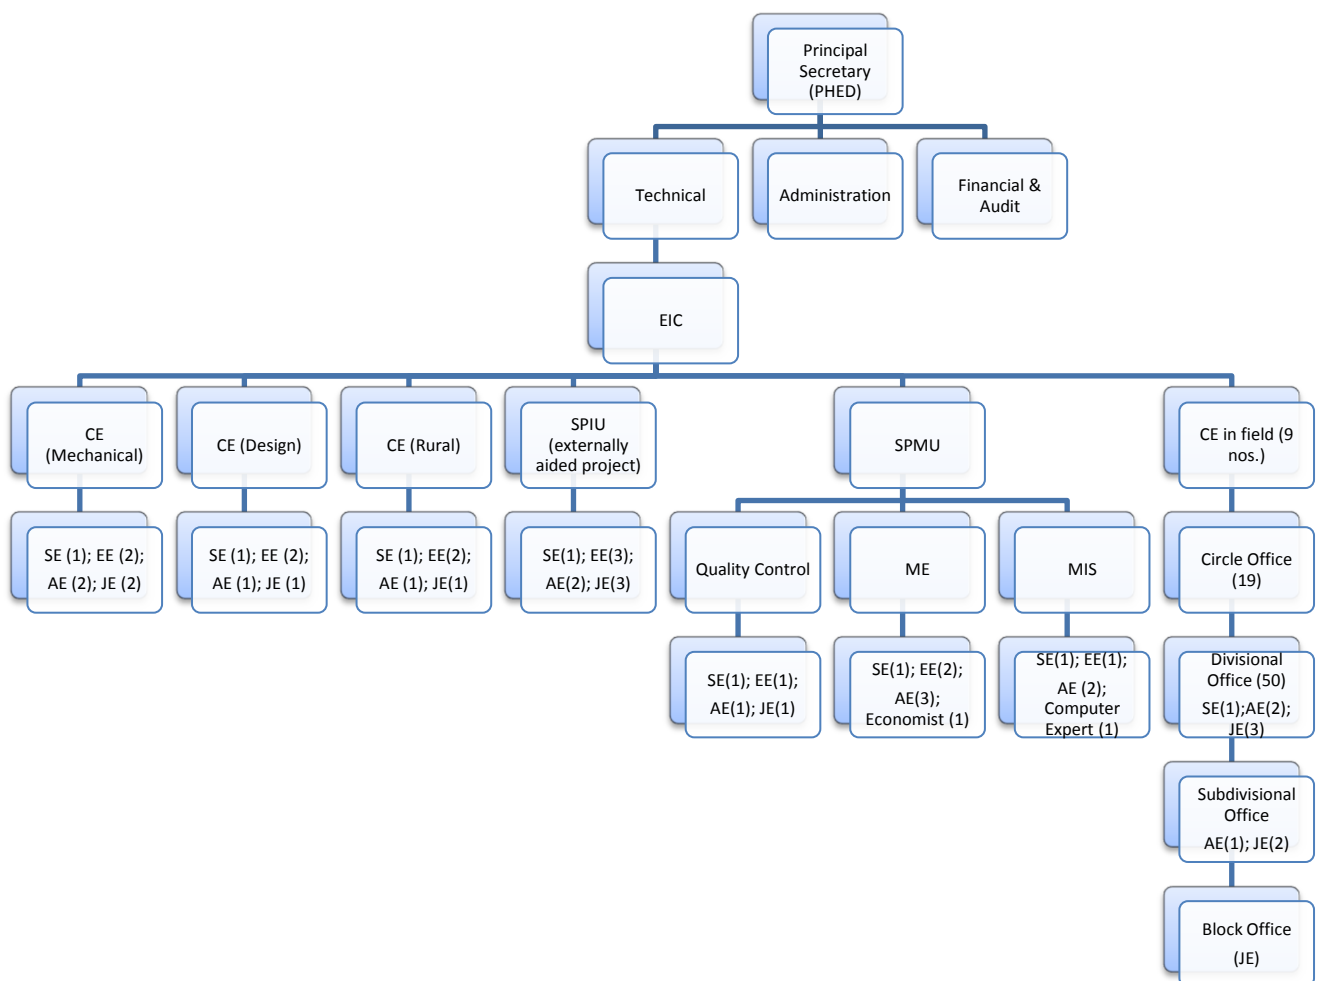 Principal
Secretary
(PHED)
Technical
Administration
Financial &
Audit
EIC
CE
(Mechanical)
CE (Design)
CE (Rural)
SPIU
(externally
aided project)
SPMU
CE in field (9
nos.)
SE (1); EE (2);
AE (2); JE (2)
SE (1); EE (2);
AE (1); JE (1)
SE (1); EE(2);
AE (1); JE(1)
SE(1); EE(3);
AE(2); JE(3)
Quality Control
ME
MIS
Circle Office
(19)
SE(1); EE(1);
AE(1); JE(1)
SE(1); EE(2);
AE(3);
Economist (1)
SE(1); EE(1);
AE (2);
Computer
Expert (1)
Divisional
Office (50)
SE(1);AE(2);
JE(3)
Subdivisional
Office
AE(1); JE(2)
Block Office
(JE)